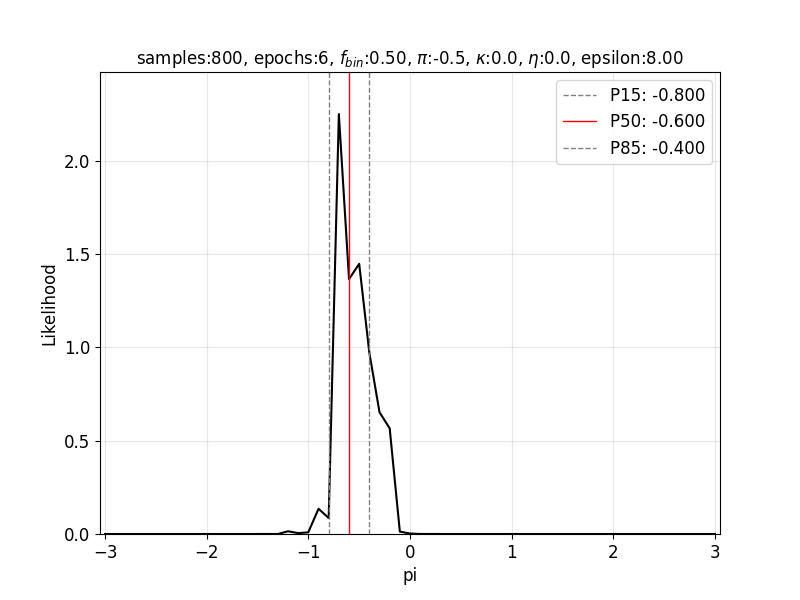 samples:800, epochs:6, f_bin:0.50, π:-0.5, κ:0.0, η:0.0, epsilon:8.00
P15: -0.800
P50: -0.600
P85: -0.400
Likelihood
2.0
1.5
1.0
0.5
0.0
−3 −2 −1 0 1 2 3
pi